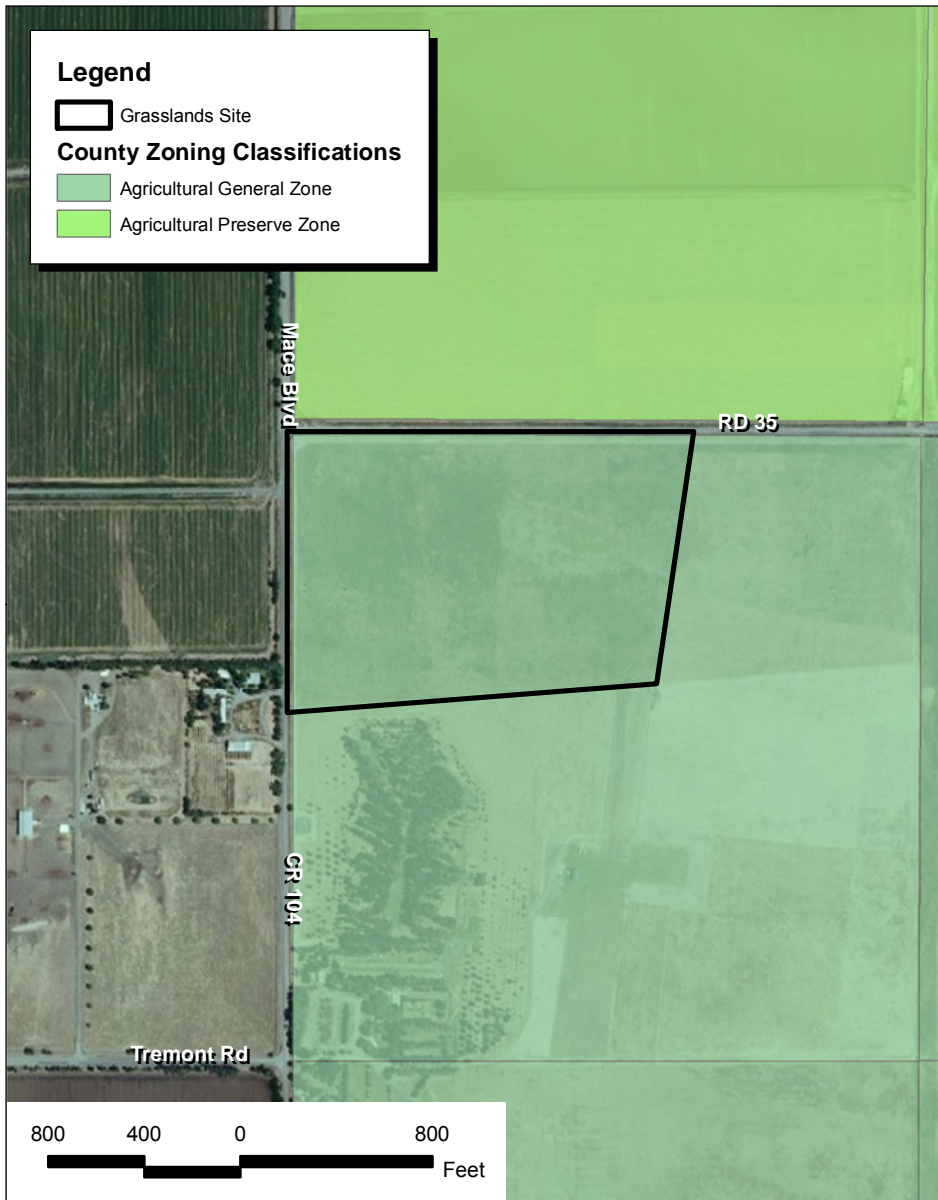 Legend
Grasslands Site
County Zoning Classifications
Agricultural General Zone
Agricultural Preserve Zone
Mace Blvd
RD 35
CR 104
Tremont Rd
800 400 0 800
Feet